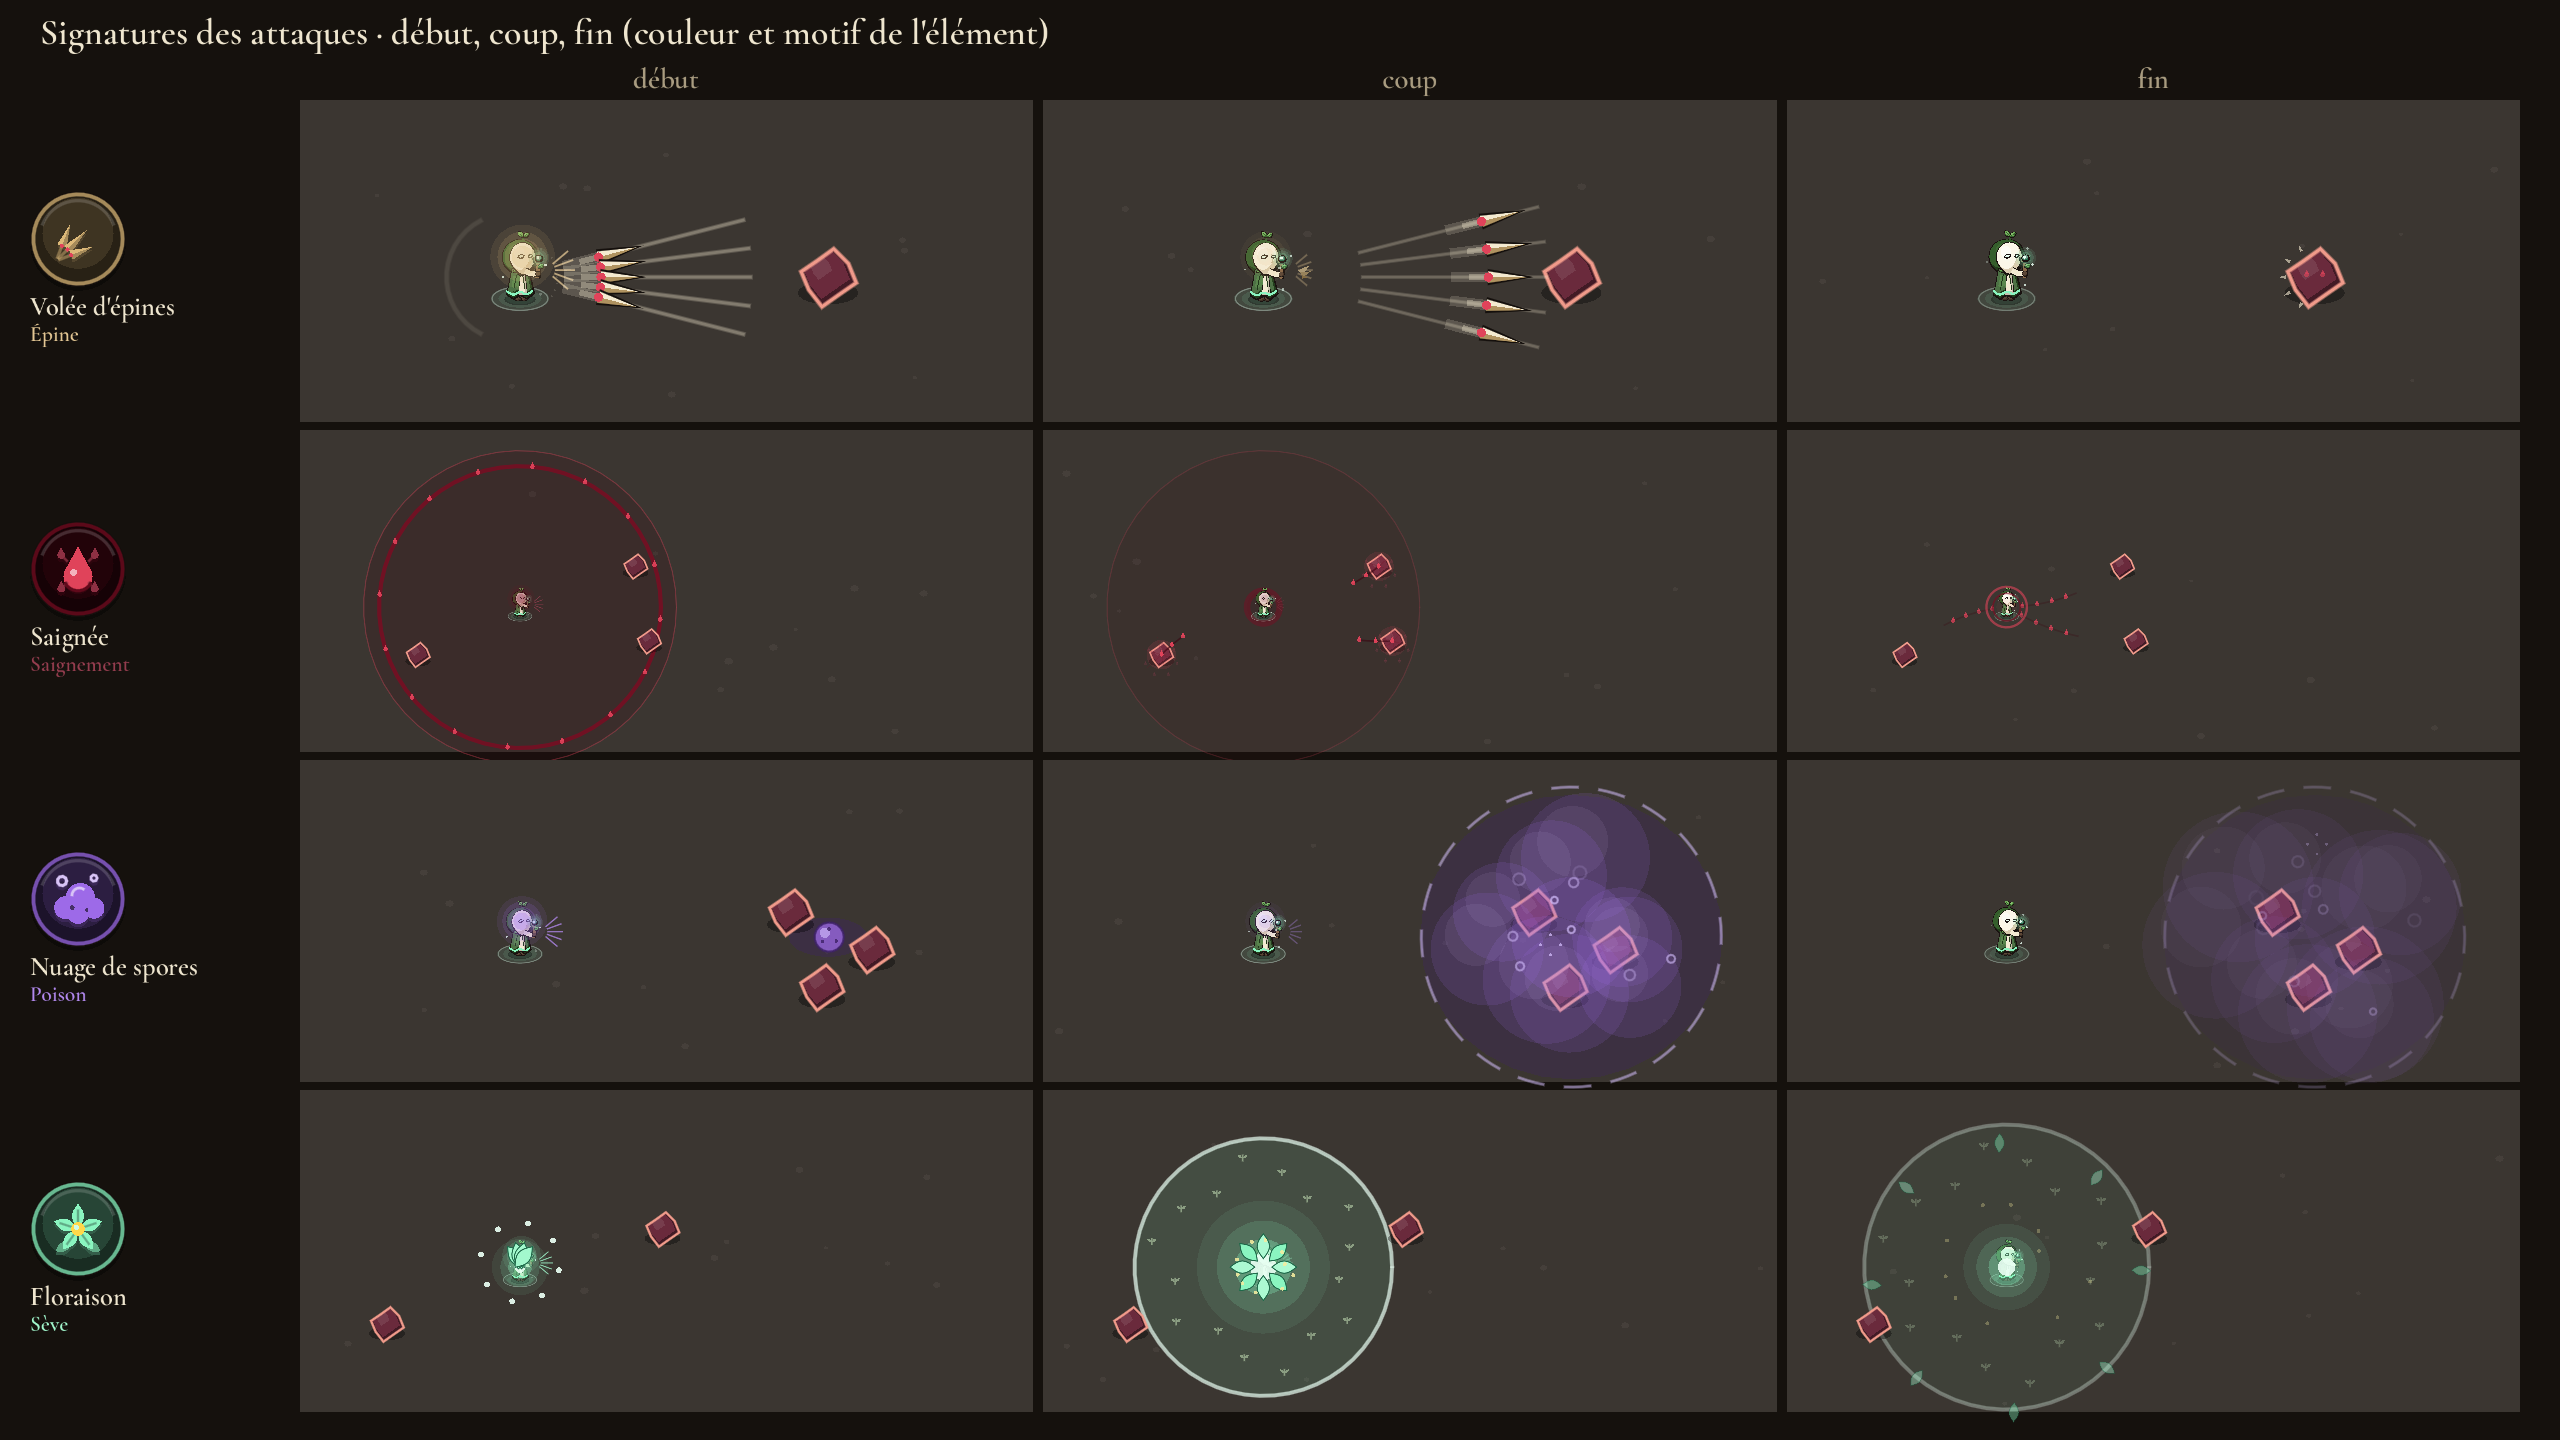 Signatures des attaques · début, coup, fin (couleur et motif de l'élément)
début
coup
fin
Volée d'épines
Épine
Saignée
Saignement
Nuage de spores
Poison
Floraison
Sève